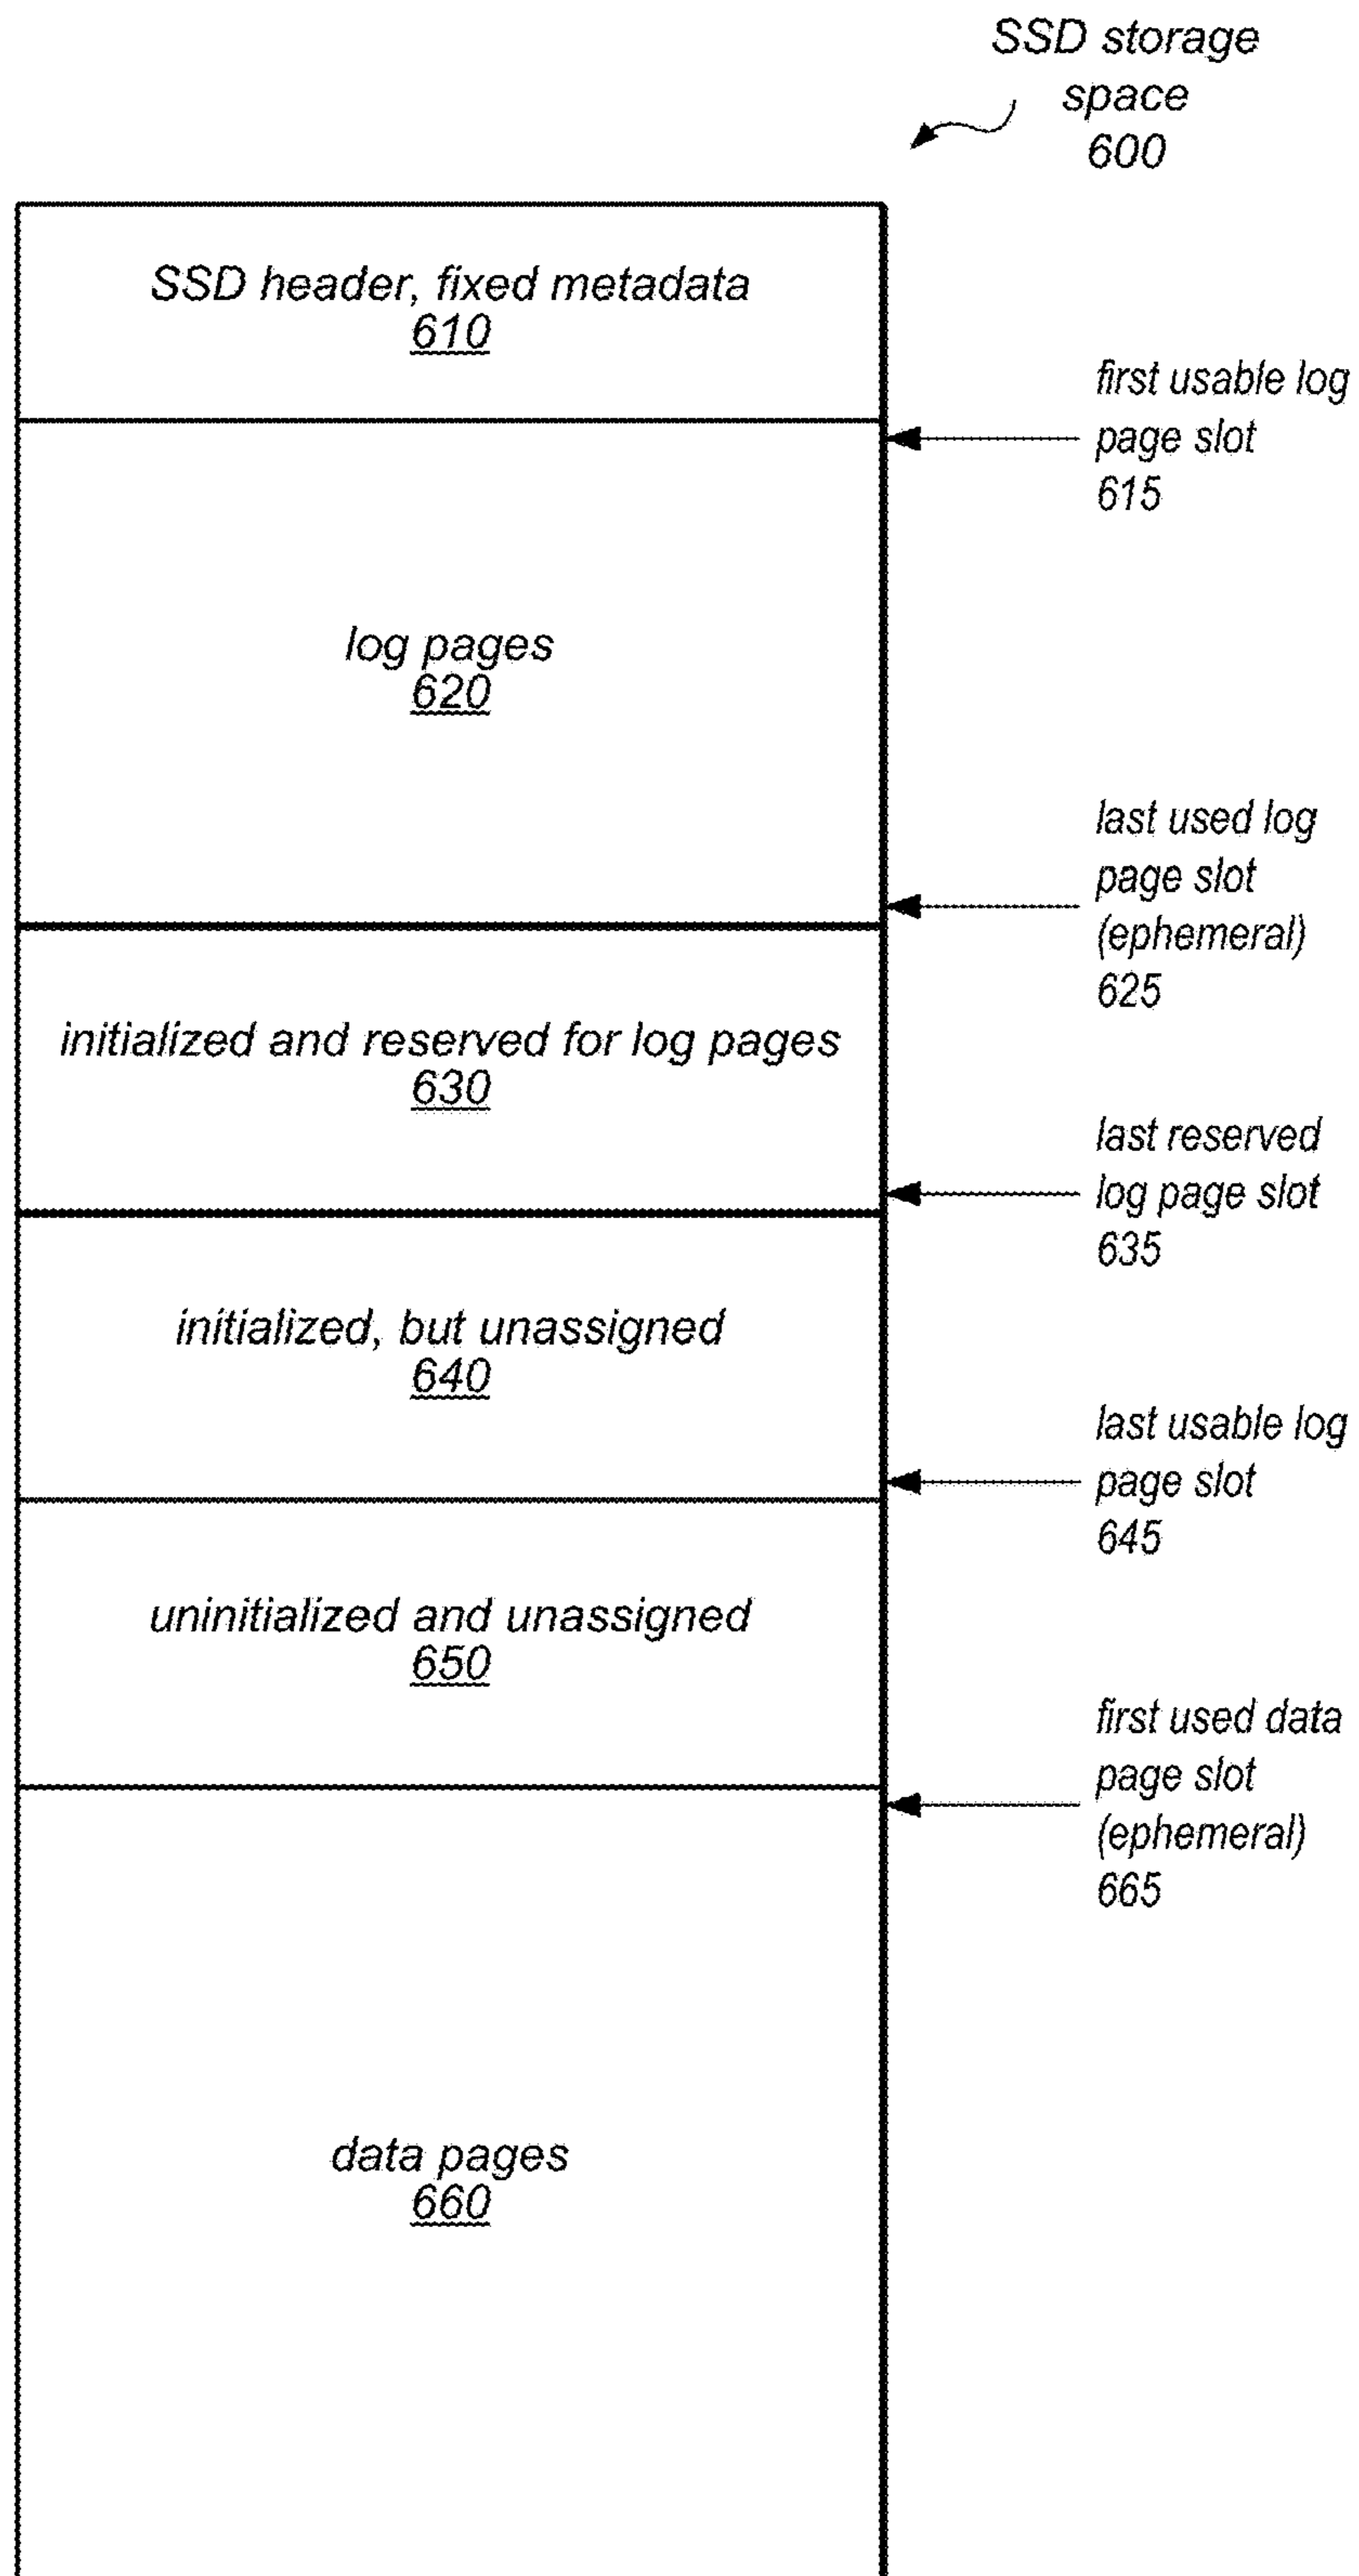 SSD storage
space
600
SSD header, fixed metadata
610
first usable log
page slot
615
log pages
620
last used log
page slot
(ephemeral)
625
initialized and reserved for log pages
630
last reserved
log page slot
635
initialized, but unassigned
640
last usable log
page slot
645
uninitialized and unassigned
650
first used data
page slot
(ephemeral)
665
data pages
660